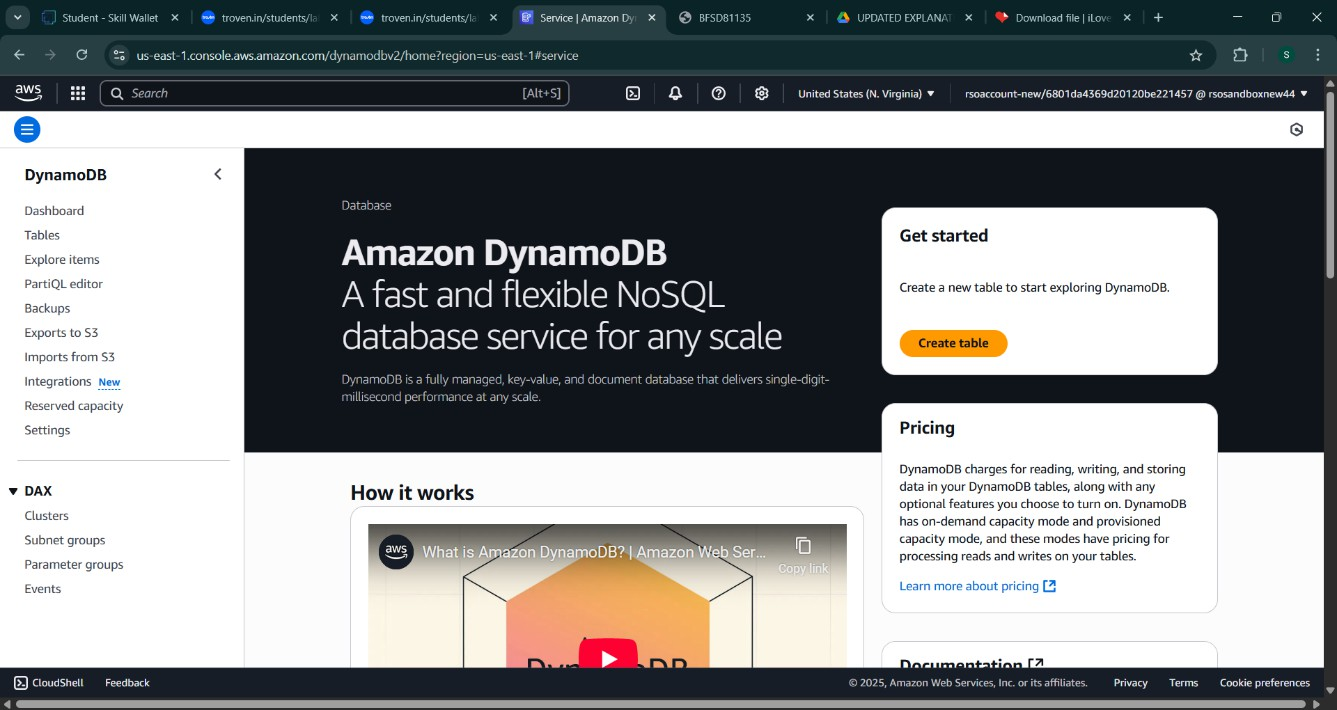 Student - Skill Wallet
troven.in/students/la
troven.in/students/la
Service | Amazon Dy
BFSD81135
UPDATED EXPLANAT
Download file | iLove
us-east-1.console.aws.amazon.com/dynamodbv2/home?region=us-east-1#service
S
aws
Search
[Alt+S]
United States (N. Virginia)
rsoaccount-new/6801da4369d20120be221457 @ rsosandboxnew44
DynamoDB
Dashboard
Tables
Explore items
PartiQL editor
Backups
Exports to S3
Imports from S3
Integrations New
Reserved capacity
Settings
DAX
Clusters
Subnet groups
Parameter groups
Events
Database
Amazon DynamoDB
A fast and flexible NoSQL
database service for any scale
DynamoDB is a fully managed, key-value, and document database that delivers single-digit-
millisecond performance at any scale.
Get started
Create a new table to start exploring DynamoDB.
Create table
Pricing
DynamoDB charges for reading, writing, and storing
data in your DynamoDB tables, along with any
optional features you choose to turn on. DynamoDB
has on-demand capacity mode and provisioned
capacity mode, and these modes have pricing for
processing reads and writes on your tables.
Learn more about pricing
Documentation
How it works
aws
What is Amazon DynamoDB? | Amazon Web Ser...
Copy link
CloudShell
Feedback
© 2025, Amazon Web Services, Inc. or its affiliates.
Privacy
Terms
Cookie preferences